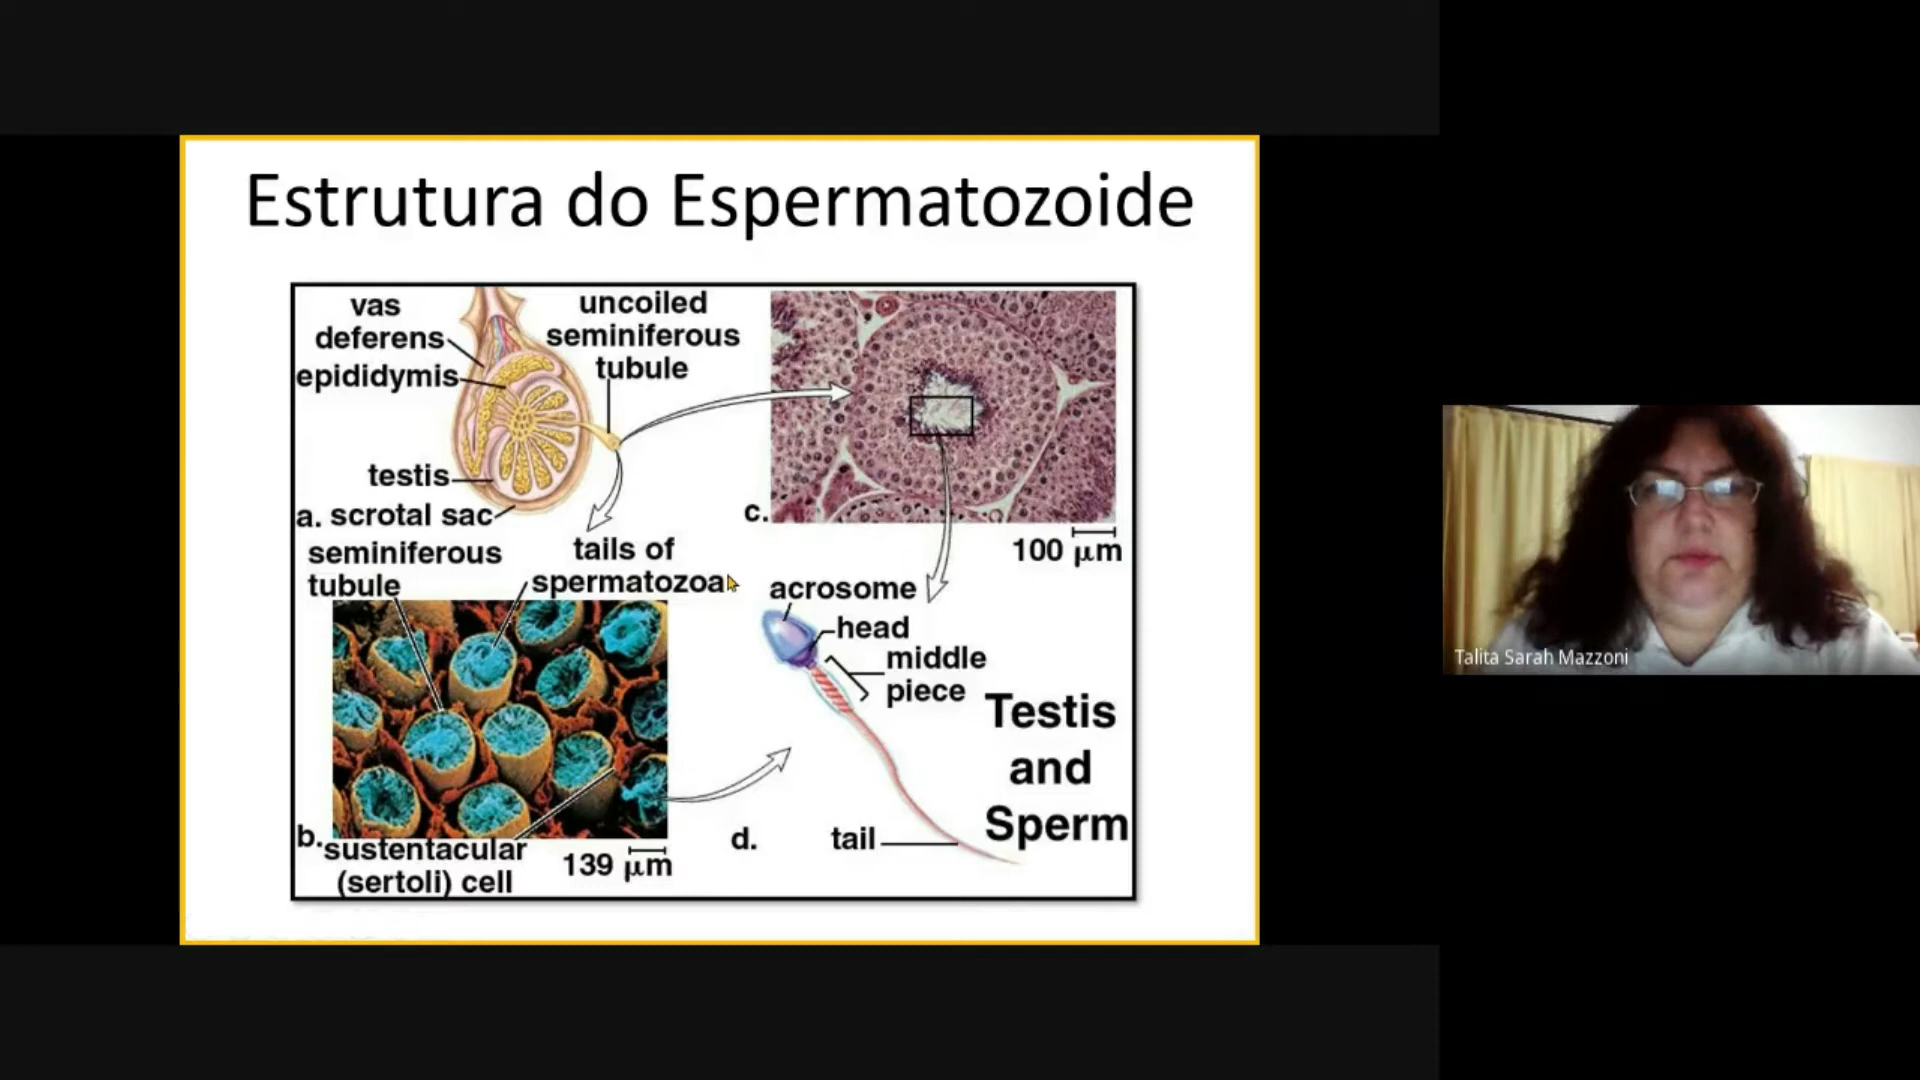 Estrutura do Espermatozoide
vas
deferens
epididymis
uncoiled
seminiferous
tubule
testis
a. scrotal sac
c.
100 μm
seminiferous
tubule
tails of
spermatozoa
b.
sustentacular
(sertoli) cell
139 μm
acrosome
head
middle
piece
tail
d.
Testis
and
Sperm
Talita Sarah Mazzoni